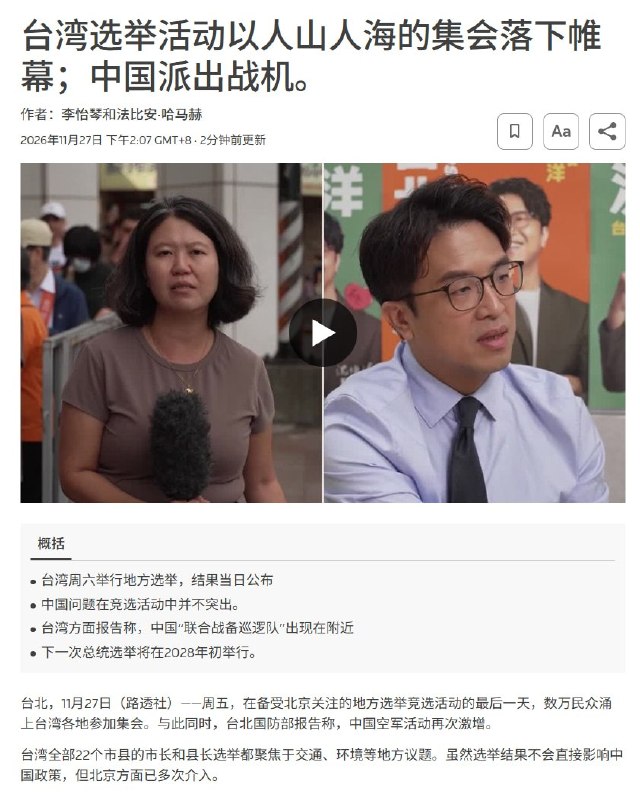 台湾选举活动以人山人海的集会落下帷
幕；中国派出战机。
作者：李怡琴和法比安·哈马赫
2026年11月27日 下午2:07 GMT+8 · 2分钟前更新
Aa
洋
洋
概括
台湾周六举行地方选举，结果当日公布
中国问题在竞选活动中并不突出。
台湾方面报告称，中国“联合战备巡逻队”出现在附近
下一次总统选举将在2028年初举行。
台北，11月27日（路透社）——周五，在备受北京关注的地方选举竞选活动的最后一天，数万民众涌
上台湾各地参加集会。与此同时，台北国防部报告称，中国空军活动再次激增。
台湾全部22个市县的市长和县长选举都聚焦于交通、环境等地方议题。虽然选举结果不会直接影响中
国政策，但北京方面已多次介入。